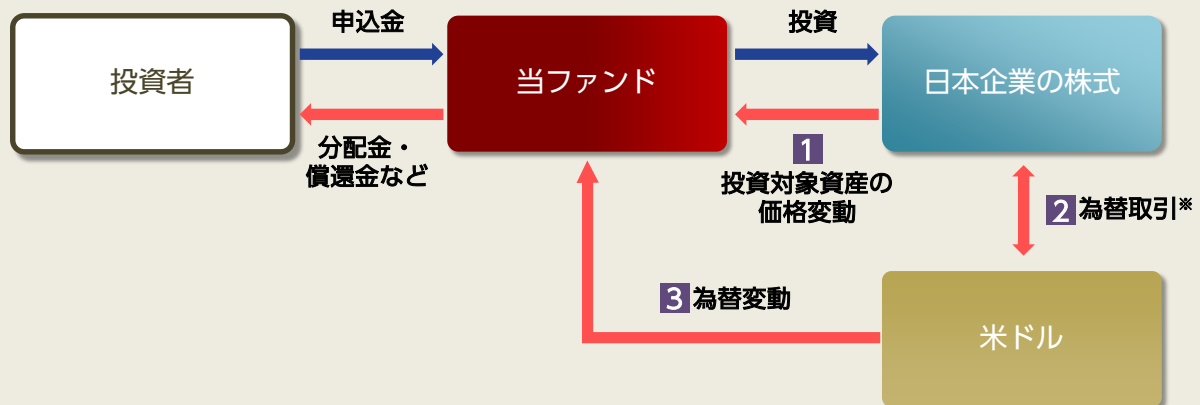 申込金
投資
投資者
当ファンド
日本企業の株式
分配金・
償還金など
1
投資対象資産の
価格変動
2 為替取引※
3 為替変動
米ドル